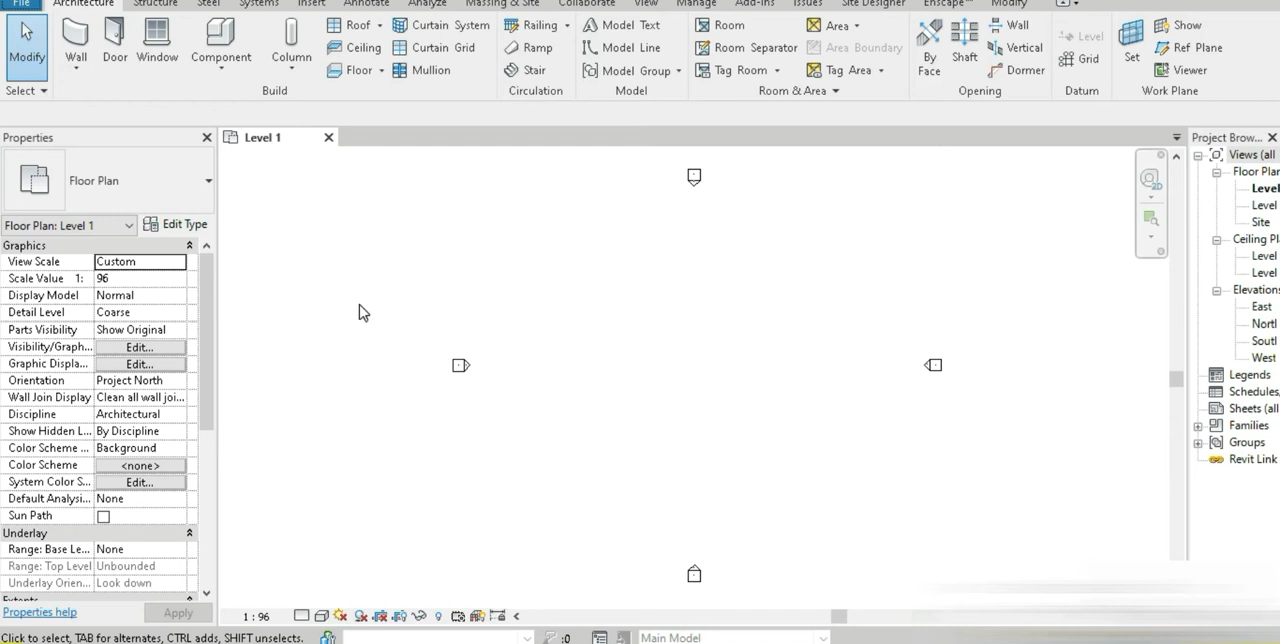 File Architecture Structure Steel Systems Insert Annotate Analyze Massing & Site Collaborate View Manage Add-Ins Issues Site Designer Enscape™ Modify
Modify
Select
Wall
Door
Window
Component
Column
Roof
Ceiling
Floor
Curtain System
Curtain Grid
Mullion
Build
Railing
Ramp
Stair
Circulation
Model Text
Model Line
Model Group
Model
Room
Room Separator
Tag Room
Area
Area Boundary
Tag Area
Room & Area
By Face
Shaft
Wall
Vertical
Dormer
Opening
Level
Grid
Datum
Set
Show
Ref Plane
Viewer
Work Plane
Properties
Floor Plan
Floor Plan: Level 1
Edit Type
Graphics
View Scale Custom
Scale Value 1: 96
Display Model Normal
Detail Level Coarse
Parts Visibility Show Original
Visibility/Graph... Edit...
Graphic Displa... Edit...
Orientation Project North
Wall Join Display Clean all wall joi...
Discipline Architectural
Show Hidden L... By Discipline
Color Scheme ... Background
Color Scheme <none>
System Color S... Edit...
Default Analysi... None
Sun Path
Underlay
Range: Base Le... None
Range: Top Level Unbounded
Underlay Orien... Look down
Extents
Properties help
Apply
Level 1
2D
1 : 96
Project Brow...
Views (all
Floor Plan
Level
Level
Site
Ceiling Pl
Level
Level
Elevations
East
North
South
West
Legends
Schedules,
Sheets (all
Families
Groups
Revit Link
Click to select, TAB for alternates, CTRL adds, SHIFT unselects.
:0
Main Model